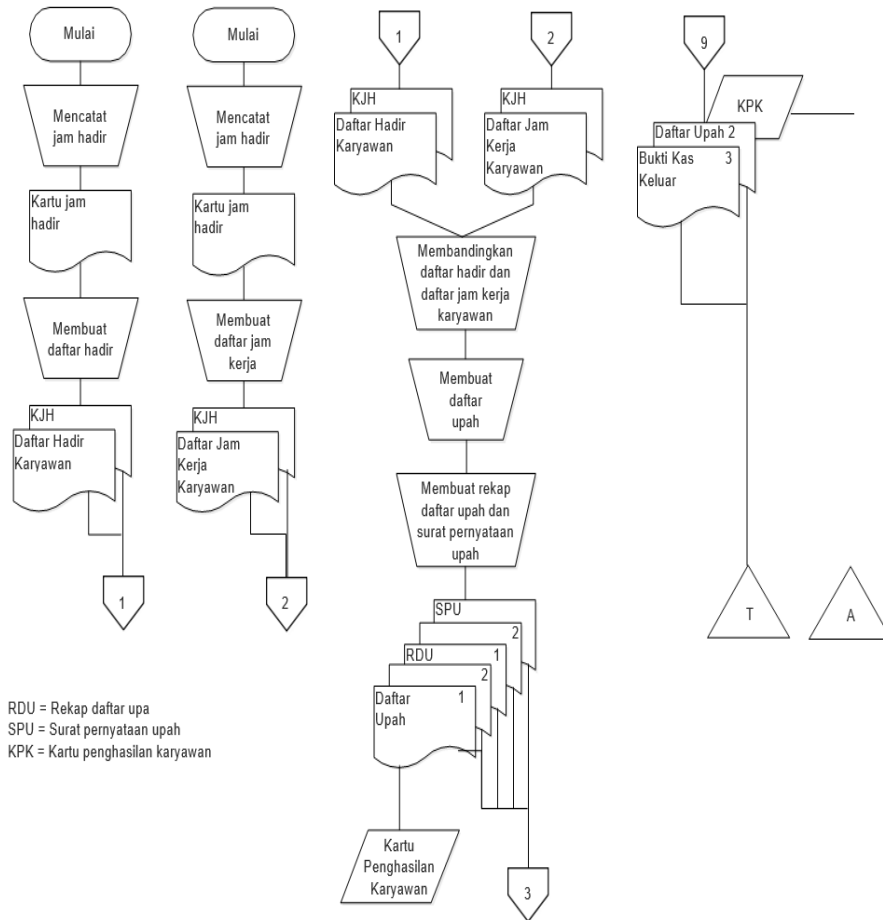 Mulai
Mencatat
jam hadir
Kartu jam
hadir
Membuat
daftar hadir
KJH
Daftar Hadir
Karyawan
1
Mulai
Mencatat
jam hadir
Kartu jam
hadir
Membuat
daftar jam
kerja
KJH
Daftar Jam
Kerja
Karyawan
2
1
KJH
Daftar Hadir
Karyawan
2
KJH
Daftar Jam
Kerja
Karyawan
Membandingkan
daftar hadir dan
daftar jam kerja
karyawan
Membuat
daftar
upah
Membuat rekap
daftar upah dan
surat pernyataan
upah
SPU
2
RDU 1
2
Daftar 1
Upah
Kartu
Penghasilan
Karyawan
3
9
KPK
Daftar Upah 2
Bukti Kas 3
Keluar
T
A
RDU = Rekap daftar upa
SPU = Surat pernyataan upah
KPK = Kartu penghasilan karyawan